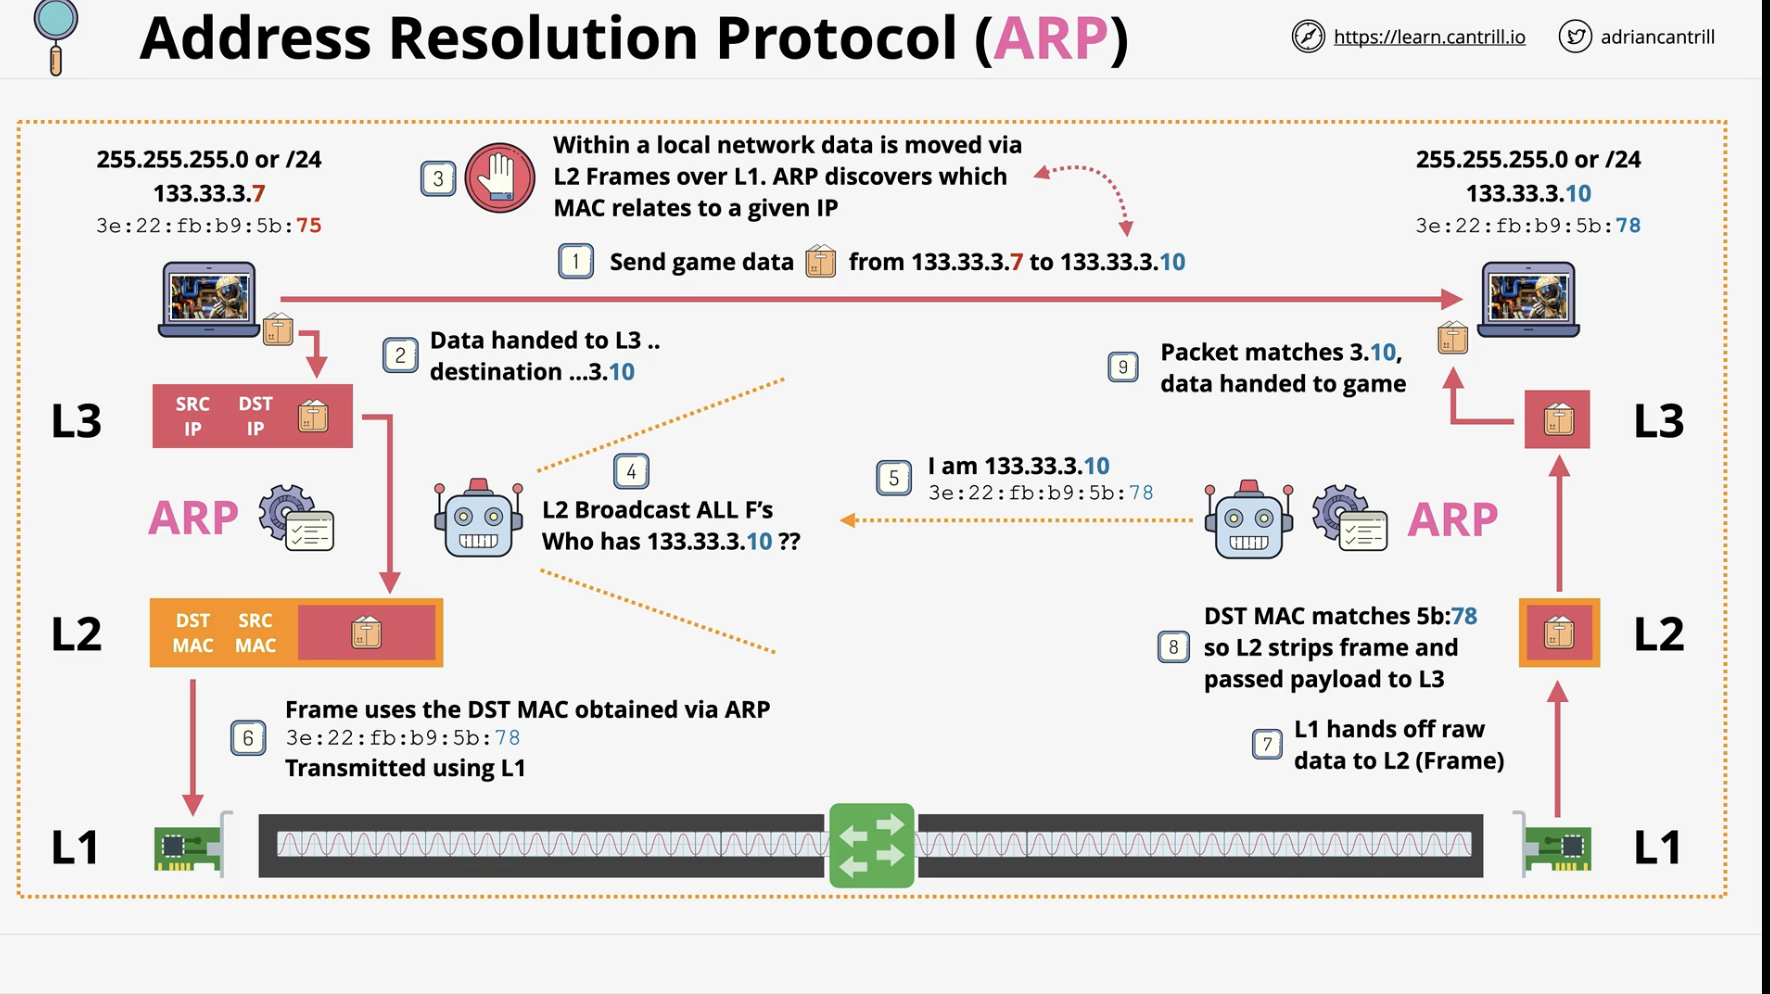 Address Resolution Protocol (ARP)
https://learn.cantrill.io
adriancantrill
255.255.255.0 or /24
133.33.3.7
3e:22:fb:b9:5b:75
3
Within a local network data is moved via
L2 Frames over L1. ARP discovers which
MAC relates to a given IP
255.255.255.0 or /24
133.33.3.10
3e:22:fb:b9:5b:78
1
Send game data from 133.33.3.7 to 133.33.3.10
2
Data handed to L3 ..
destination ...3.10
9
Packet matches 3.10,
data handed to game
L3
SRC IP
DST IP
L3
4
L2 Broadcast ALL F's
Who has 133.33.3.10 ??
5
I am 133.33.3.10
3e:22:fb:b9:5b:78
ARP
ARP
L2
DST MAC
SRC MAC
8
DST MAC matches 5b:78
so L2 strips frame and
passed payload to L3
L2
6
Frame uses the DST MAC obtained via ARP
3e:22:fb:b9:5b:78
Transmitted using L1
7
L1 hands off raw
data to L2 (Frame)
L1
L1